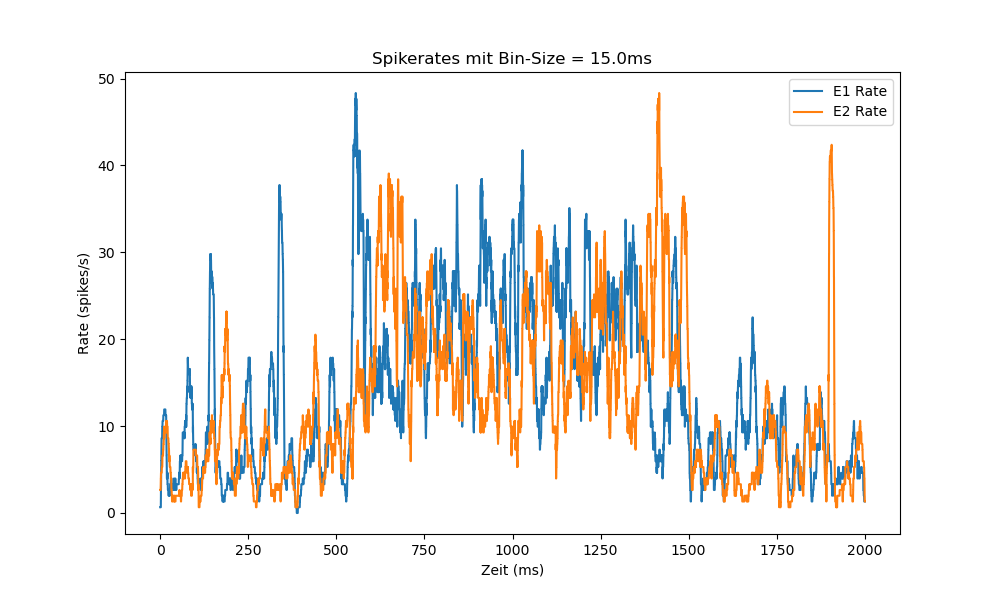 Spikerates mit Bin-Size = 15.0ms
E1 Rate
E2 Rate
Rate (spikes/s)
50
40
30
20
10
0
0 250 500 750 1000 1250 1500 1750 2000
Zeit (ms)